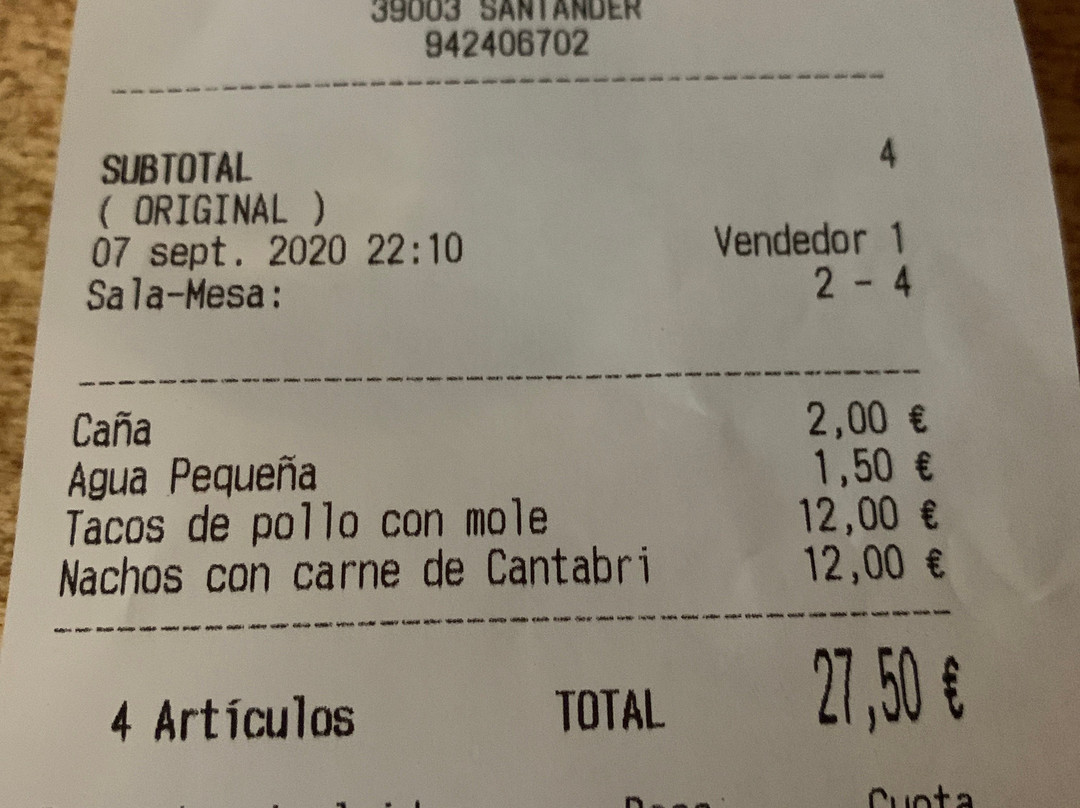 39003 SANTANDER
942406702
SUBTOTAL 4
( ORIGINAL )
07 sept. 2020 22:10 Vendedor 1
Sala-Mesa: 2 - 4
Caña 2,00 €
Agua Pequeña 1,50 €
Tacos de pollo con mole 12,00 €
Nachos con carne de Cantabri 12,00 €
4 Artículos TOTAL 27,50 €
Cuota